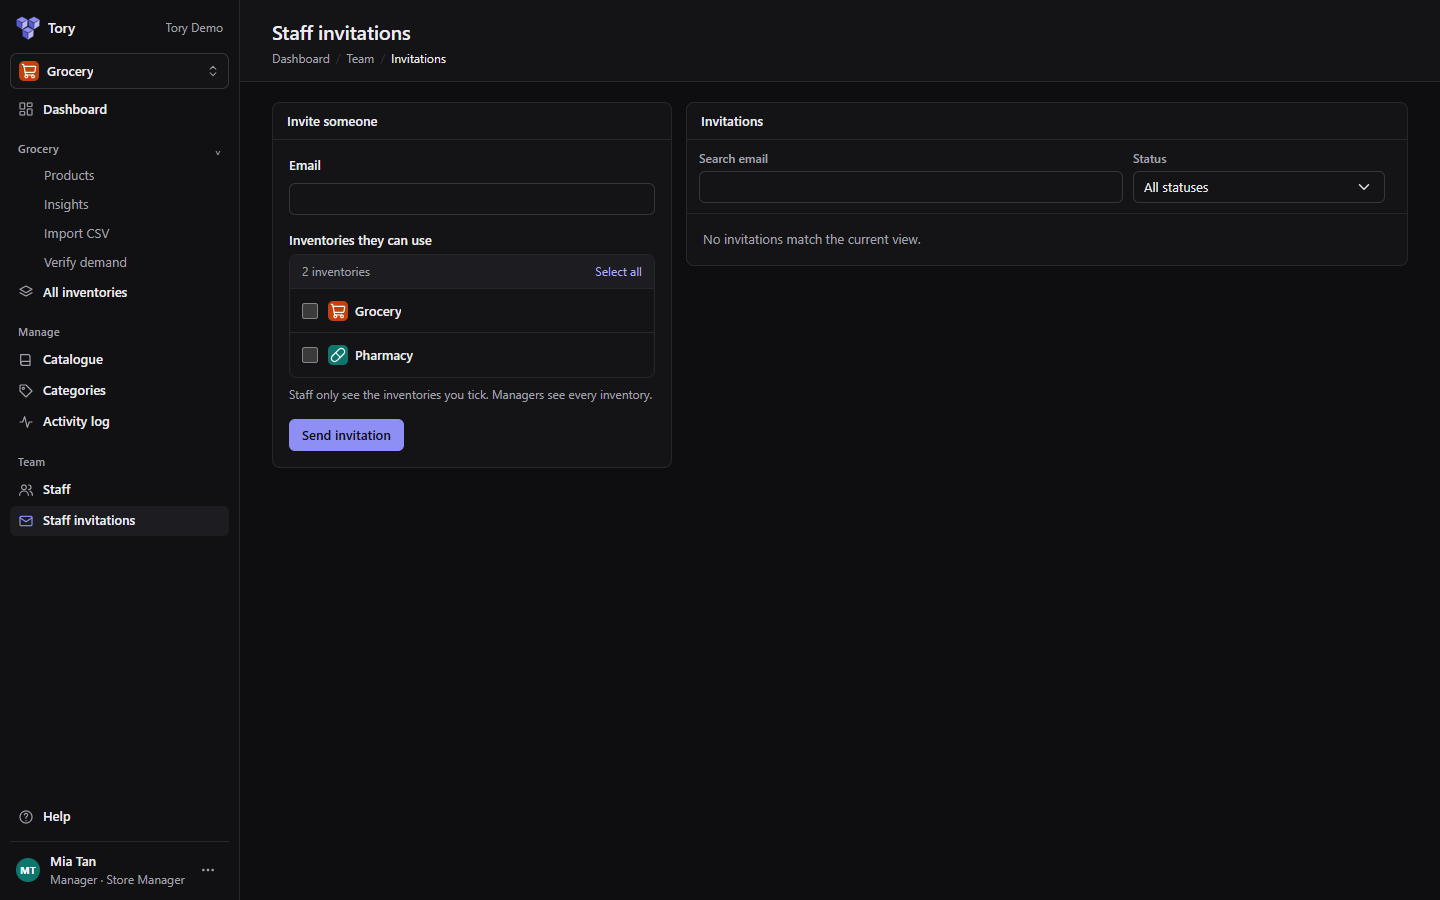 Tory
Tory Demo
Grocery
Dashboard
Grocery
Products
Insights
Import CSV
Verify demand
All inventories
Manage
Catalogue
Categories
Activity log
Team
Staff
Staff invitations
Help
MT
Mia Tan
Manager · Store Manager
Staff invitations
Dashboard / Team / Invitations
Invite someone
Email
Inventories they can use
2 inventories
Select all
Grocery
Pharmacy
Staff only see the inventories you tick. Managers see every inventory.
Send invitation
Invitations
Search email
Status
All statuses
No invitations match the current view.